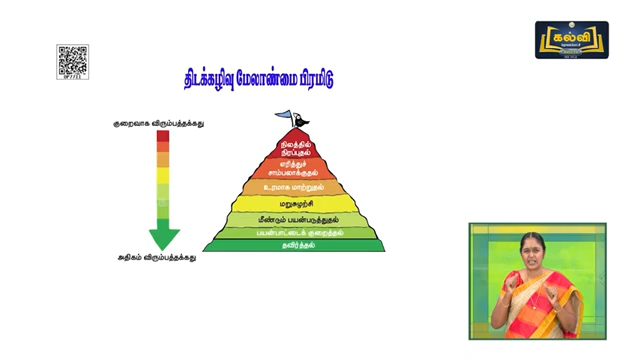 கல்வி
திடக்கழிவு மேலாண்மை பிரமிடு
குறைவாக விரும்பத்தக்கது
நிலத்தில்
நிரப்புதல்
எரித்துச்
சாம்பலாக்குதல்
உரமாக மாற்றுதல்
மறுசுழற்சி
மீண்டும் பயன்படுத்துதல்
பயன்பாட்டைக் குறைத்தல்
தவிர்த்தல்
அதிகம் விரும்பத்தக்கது